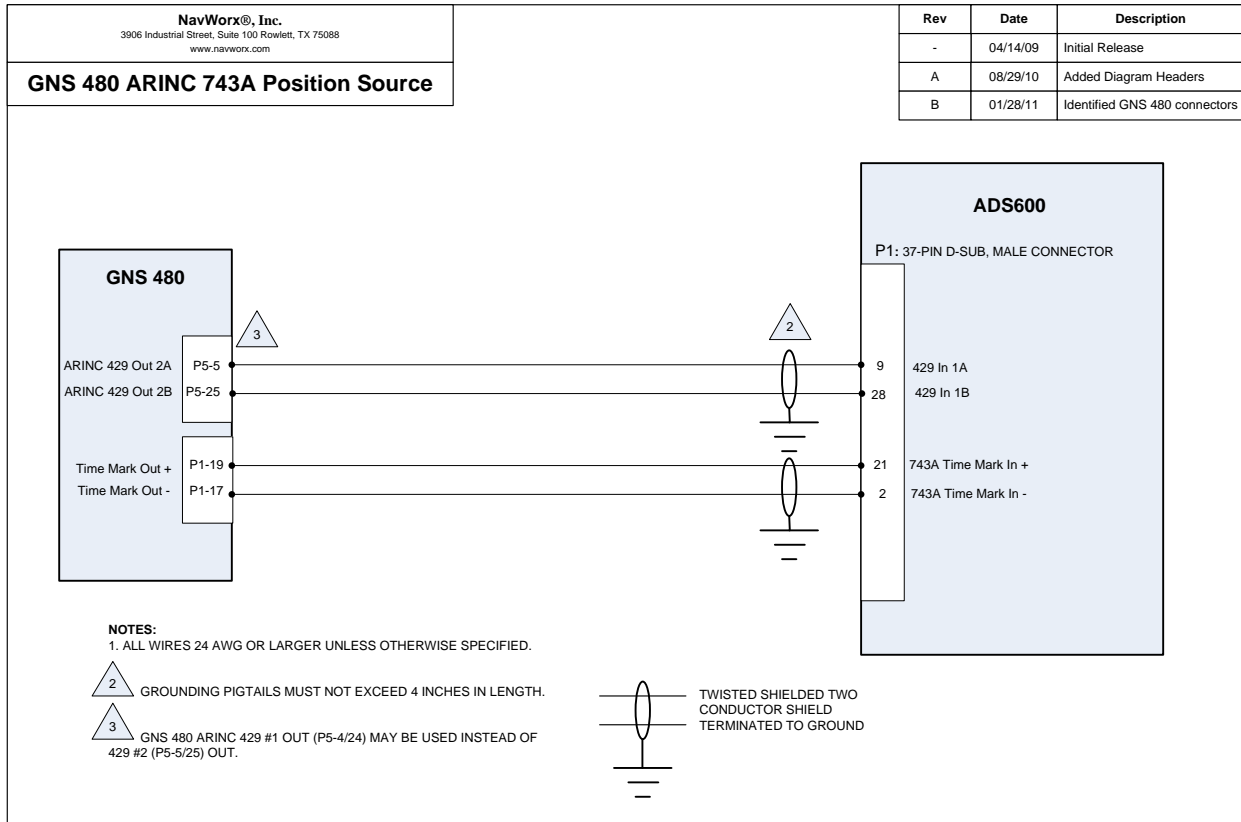 NavWorx®, Inc.
3906 Industrial Street, Suite 100 Rowlett, TX 75088
www.navworx.com
GNS 480 ARINC 743A Position Source
Rev Date Description
- 04/14/09 Initial Release
A 08/29/10 Added Diagram Headers
B 01/28/11 Identified GNS 480 connectors
ADS600
P1: 37-PIN D-SUB, MALE CONNECTOR
GNS 480
3
2
ARINC 429 Out 2A P5-5 9 429 In 1A
ARINC 429 Out 2B P5-25 28 429 In 1B
Time Mark Out + P1-19 21 743A Time Mark In +
Time Mark Out - P1-17 2 743A Time Mark In -
NOTES:
1. ALL WIRES 24 AWG OR LARGER UNLESS OTHERWISE SPECIFIED.
2 GROUNDING PIGTAILS MUST NOT EXCEED 4 INCHES IN LENGTH.
3 GNS 480 ARINC 429 #1 OUT (P5-4/24) MAY BE USED INSTEAD OF
429 #2 (P5-5/25) OUT.
TWISTED SHIELDED TWO
CONDUCTOR SHIELD
TERMINATED TO GROUND